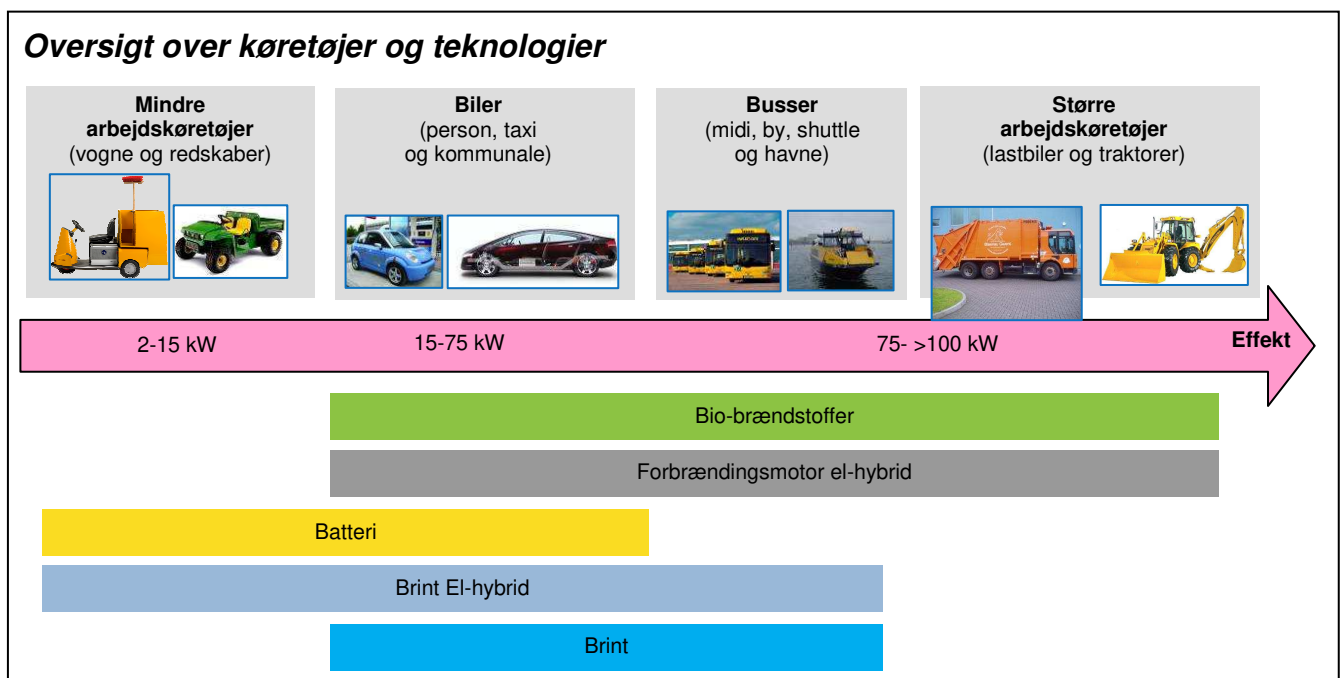 Oversigt over køretøjer og teknologier
Mindre
arbejdskøretøjer
(vogne og redskaber)
Biler
(person, taxi
og kommunale)
Busser
(midi, by, shuttle
og havne)
Større
arbejdskøretøjer
(lastbiler og traktorer)
2-15 kW
15-75 kW
75- >100 kW
Effekt
Bio-brændstoffer
Forbrændingsmotor el-hybrid
Batteri
Brint El-hybrid
Brint